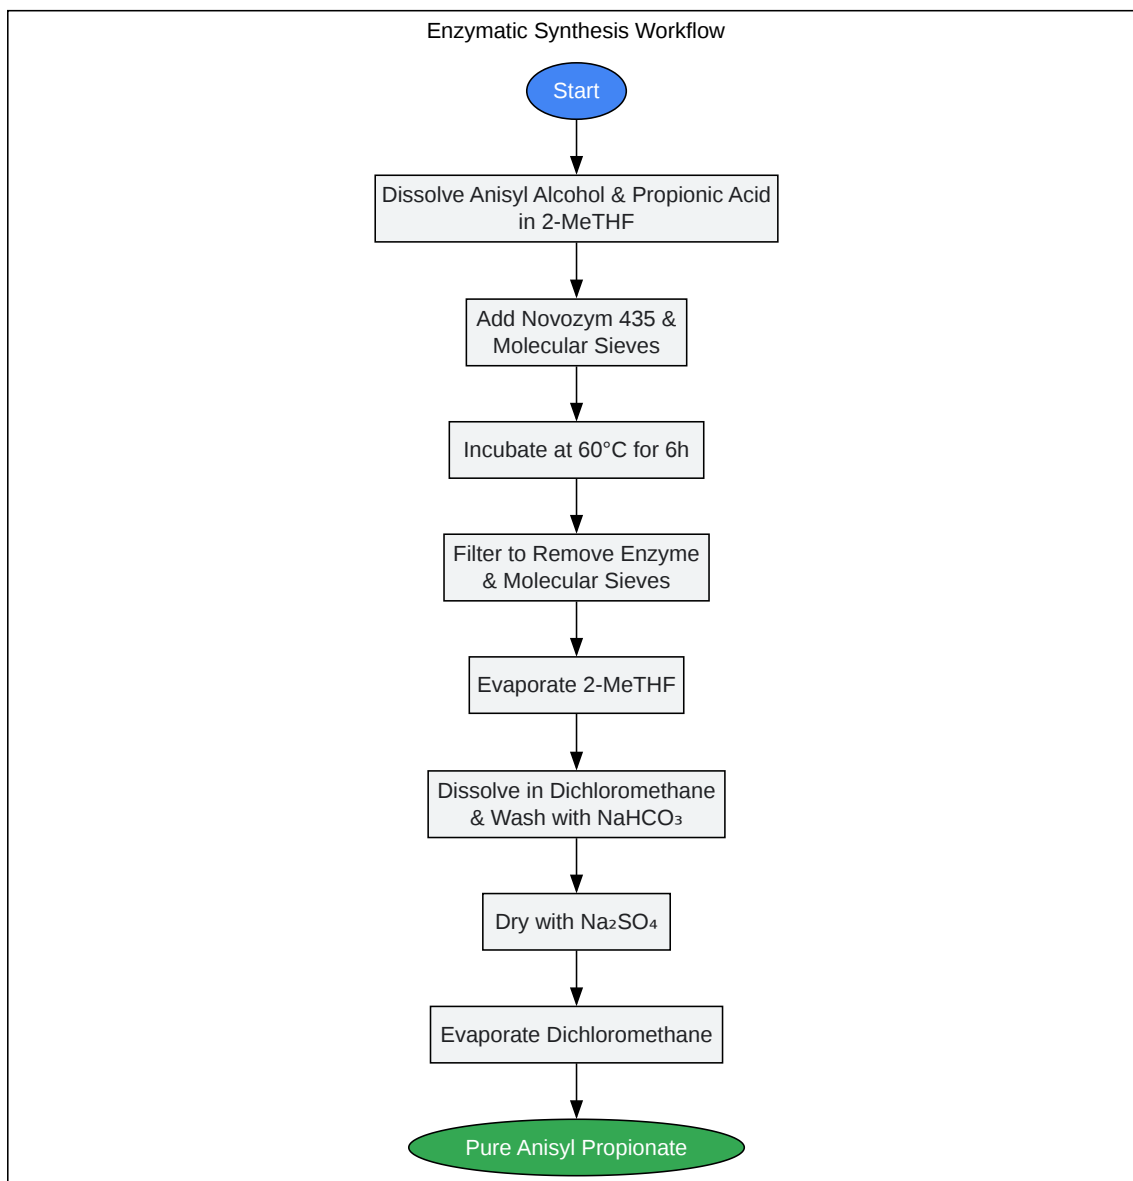 Enzymatic Synthesis Workflow
Start
Dissolve Anisyl Alcohol & Propionic Acid
in 2-MeTHF
Add Novozym 435 &
Molecular Sieves
Incubate at 60°C for 6h
Filter to Remove Enzyme
& Molecular Sieves
Evaporate 2-MeTHF
Dissolve in Dichloromethane
& Wash with NaHCO₃
Dry with Na₂SO₄
Evaporate Dichloromethane
Pure Anisyl Propionate